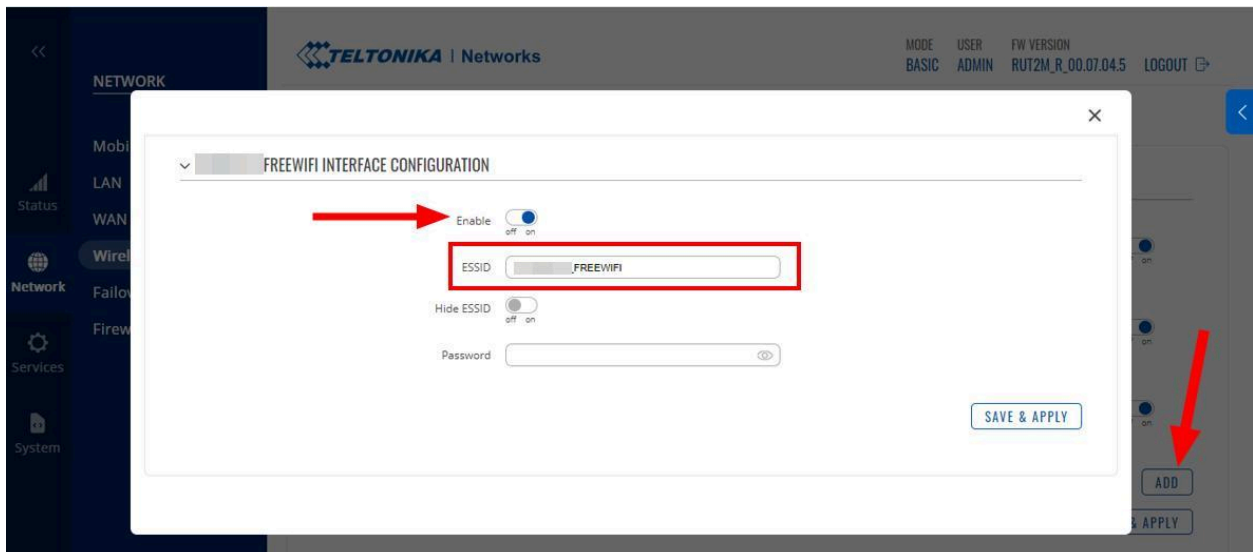 <<
TELTONIKA | Networks
MODE USER FW VERSION
BASIC ADMIN RUT2M_R_00.07.04.5 LOGOUT
NETWORK
Mobi
LAN
WAN
Wirel
Failov
Firew
Status
Network
Services
System
FREEWIFI INTERFACE CONFIGURATION
Enable
off on
ESSID _FREEWIFI
Hide ESSID
off on
Password
SAVE & APPLY
on
on
on
ADD
& APPLY